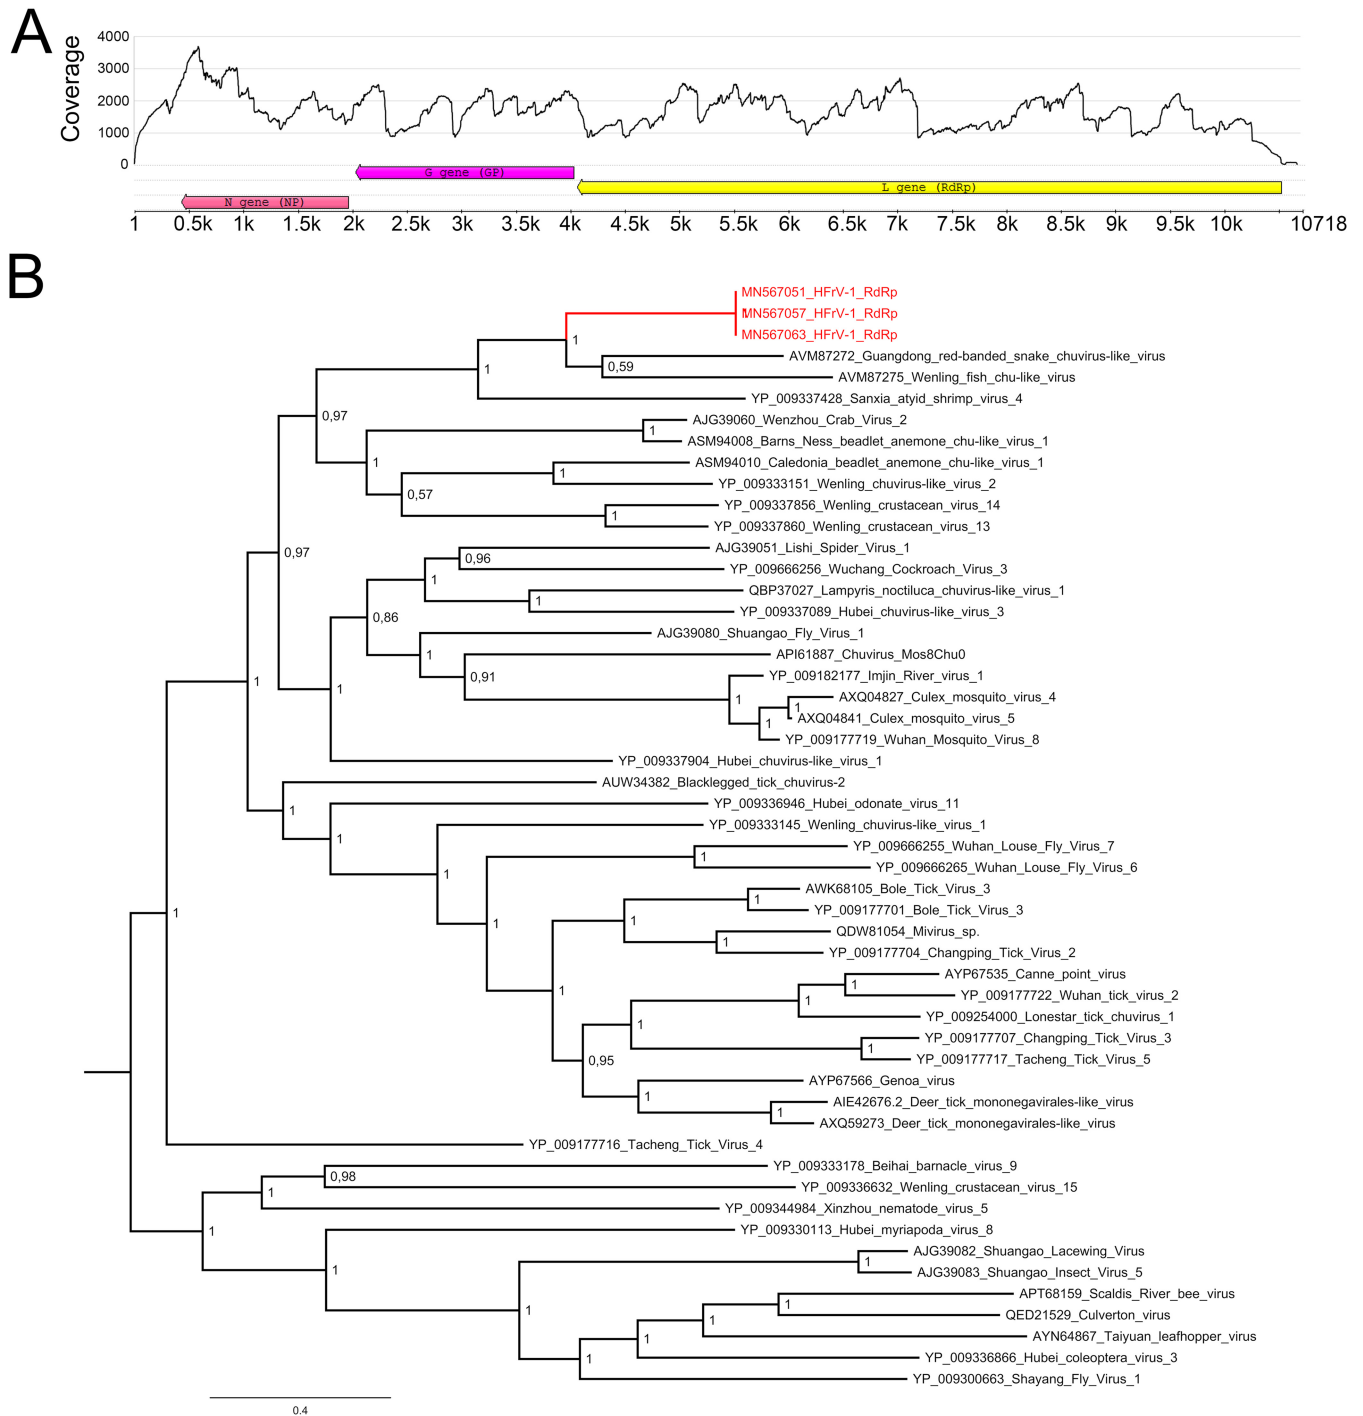 A
Coverage
4000
3000
2000
1000
0
G gene (GP)
L gene (RdRp)
N gene (NP)
1 0.5k 1k 1.5k 2k 2.5k 3k 3.5k 4k 4.5k 5k 5.5k 6k 6.5k 7k 7.5k 8k 8.5k 9k 9.5k 10k 10718
B
MN567051_HFrV-1_RdRp
MN567057_HFrV-1_RdRp
MN567063_HFrV-1_RdRp
1
AVM87272_Guangdong_red-banded_snake_chuvirus-like_virus
0,59
1
AVM87275_Wenling_fish_chu-like_virus
YP_009337428_Sanxia_atyid_shrimp_virus_4
0,97
AJG39060_Wenzhou_Crab_Virus_2
1
ASM94008_Barns_Ness_beadlet_anemone_chu-like_virus_1
1
ASM94010_Caledonia_beadlet_anemone_chu-like_virus_1
1
YP_009333151_Wenling_chuvirus-like_virus_2
0,57
YP_009337856_Wenling_crustacean_virus_14
1
YP_009337860_Wenling_crustacean_virus_13
0,97
AJG39051_Lishi_Spider_Virus_1
0,96
YP_009666256_Wuchang_Cockroach_Virus_3
1
QBP37027_Lampyris_noctiluca_chuvirus-like_virus_1
1
YP_009337089_Hubei_chuvirus-like_virus_3
0,86
AJG39080_Shuangao_Fly_Virus_1
1
API61887_Chuvirus_Mos8Chu0
0,91
YP_009182177_Imjin_River_virus_1
1
1
AXQ04827_Culex_mosquito_virus_4
1
AXQ04841_Culex_mosquito_virus_5
1
1
YP_009177719_Wuhan_Mosquito_Virus_8
YP_009337904_Hubei_chuvirus-like_virus_1
AUW34382_Blacklegged_tick_chuvirus-2
1
YP_009336946_Hubei_odonate_virus_11
1
YP_009333145_Wenling_chuvirus-like_virus_1
1
YP_009666255_Wuhan_Louse_Fly_Virus_7
1
YP_009666265_Wuhan_Louse_Fly_Virus_6
1
AWK68105_Bole_Tick_Virus_3
1
YP_009177701_Bole_Tick_Virus_3
1
QDW81054_Mivirus_sp.
1
YP_009177704_Changping_Tick_Virus_2
1
1
AYP67535_Canne_point_virus
1
YP_009177722_Wuhan_tick_virus_2
1
YP_009254000_Lonestar_tick_chuvirus_1
1
YP_009177707_Changping_Tick_Virus_3
1
YP_009177717_Tacheng_Tick_Virus_5
0,95
AYP67566_Genoa_virus
1
AIE42676.2_Deer_tick_mononegavirales-like_virus
1
AXQ59273_Deer_tick_mononegavirales-like_virus
YP_009177716_Tacheng_Tick_Virus_4
YP_009333178_Beihai_barnacle_virus_9
0,98
YP_009336632_Wenling_crustacean_virus_15
1
YP_009344984_Xinzhou_nematode_virus_5
1
YP_009330113_Hubei_myriapoda_virus_8
1
AJG39082_Shuangao_Lacewing_Virus
1
AJG39083_Shuangao_Insect_Virus_5
1
APT68159_Scaldis_River_bee_virus
1
QED21529_Culverton_virus
1
AYN64867_Taiyuan_leafhopper_virus
1
YP_009336866_Hubei_coleoptera_virus_3
1
YP_009300663_Shayang_Fly_Virus_1
0.4